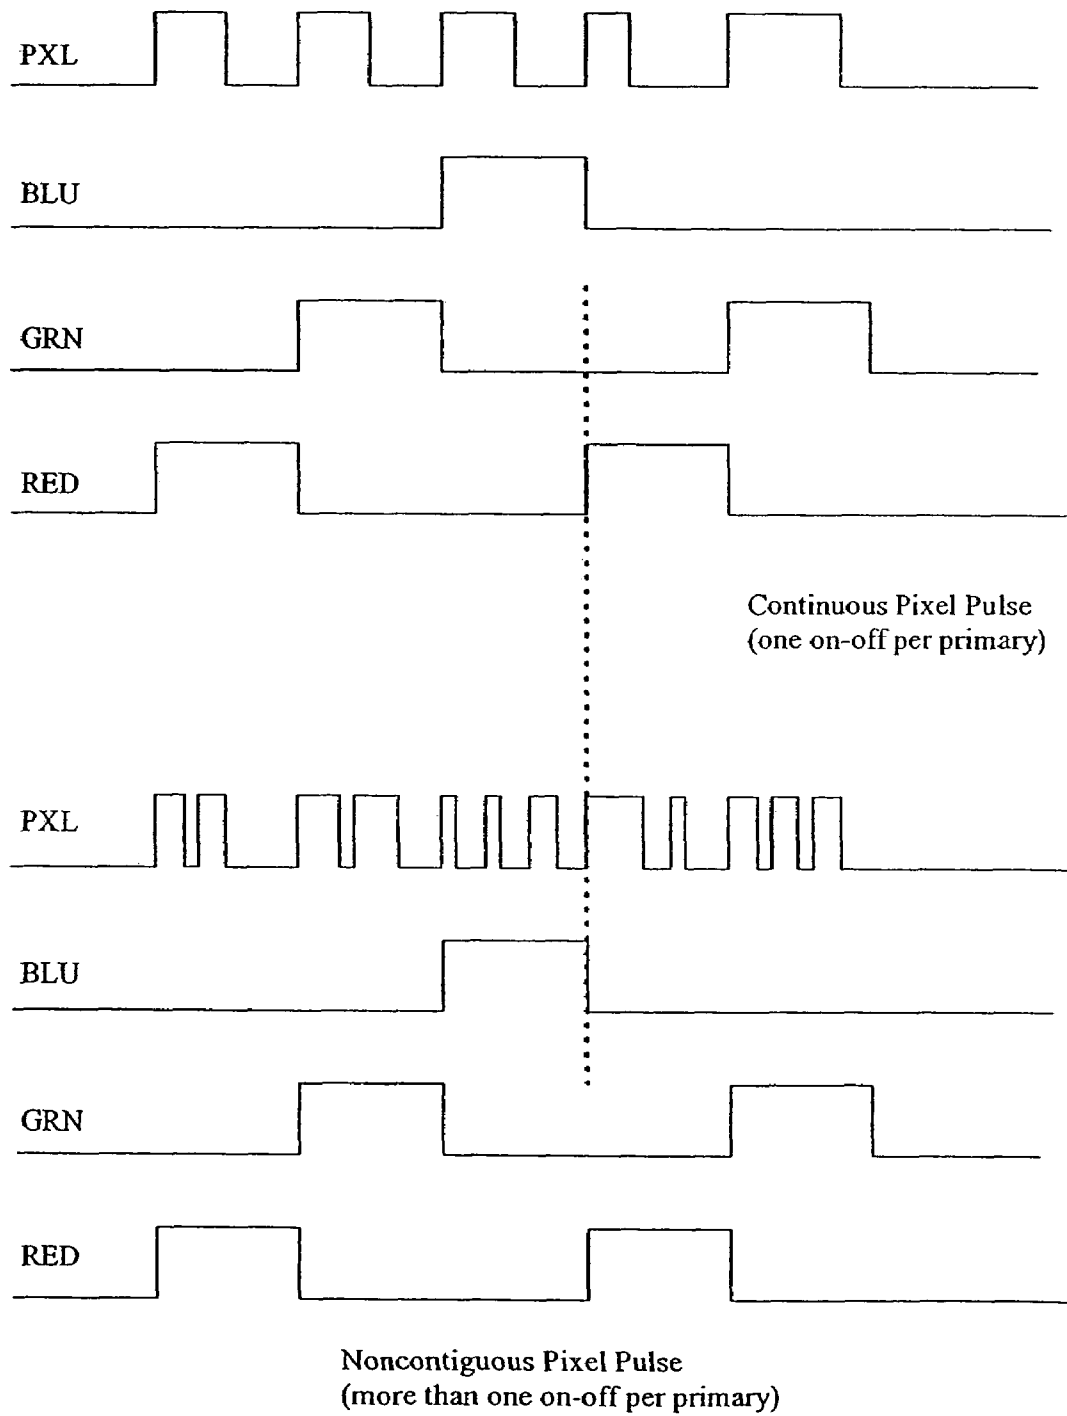 PXL
BLU
GRN
RED
Continuous Pixel Pulse
(one on-off per primary)
PXL
BLU
GRN
RED
Noncontiguous Pixel Pulse
(more than one on-off per primary)